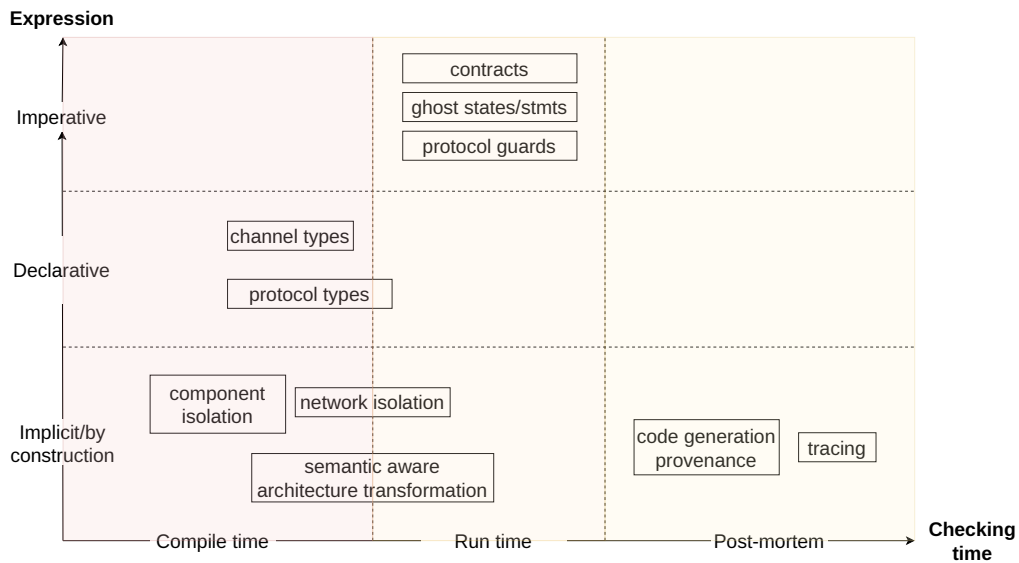 Expression
contracts
ghost states/stmts
Imperative
protocol guards
channel types
Declarative
protocol types
component
isolation
network isolation
Implicit/by
construction
code generation
provenance
tracing
semantic aware
architecture transformation
Compile time
Run time
Post-mortem
Checking
time